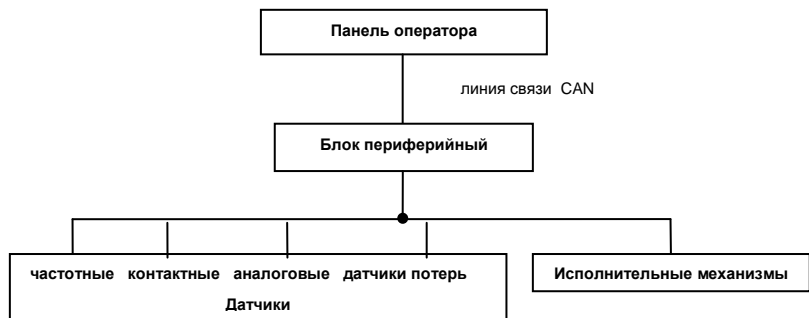 Панель оператора
линия связи CAN
Блок периферийный
частотные контактные аналоговые датчики потерь
Датчики
Исполнительные механизмы